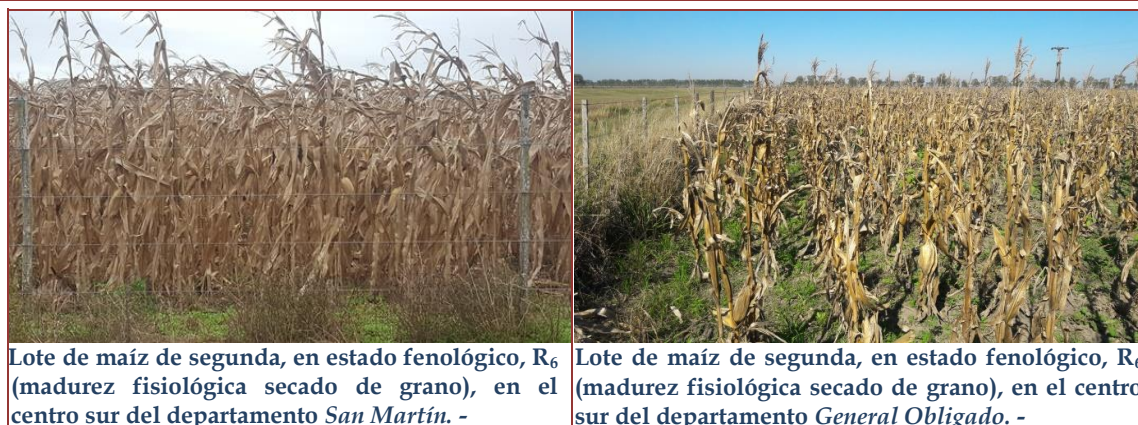 Lote de maíz de segunda, en estado fenológico, R₆
(madurez fisiológica secado de grano), en el
centro sur del departamento San Martín. -
Lote de maíz de segunda, en estado fenológico, R₆
(madurez fisiológica secado de grano), en el centro
sur del departamento General Obligado. -